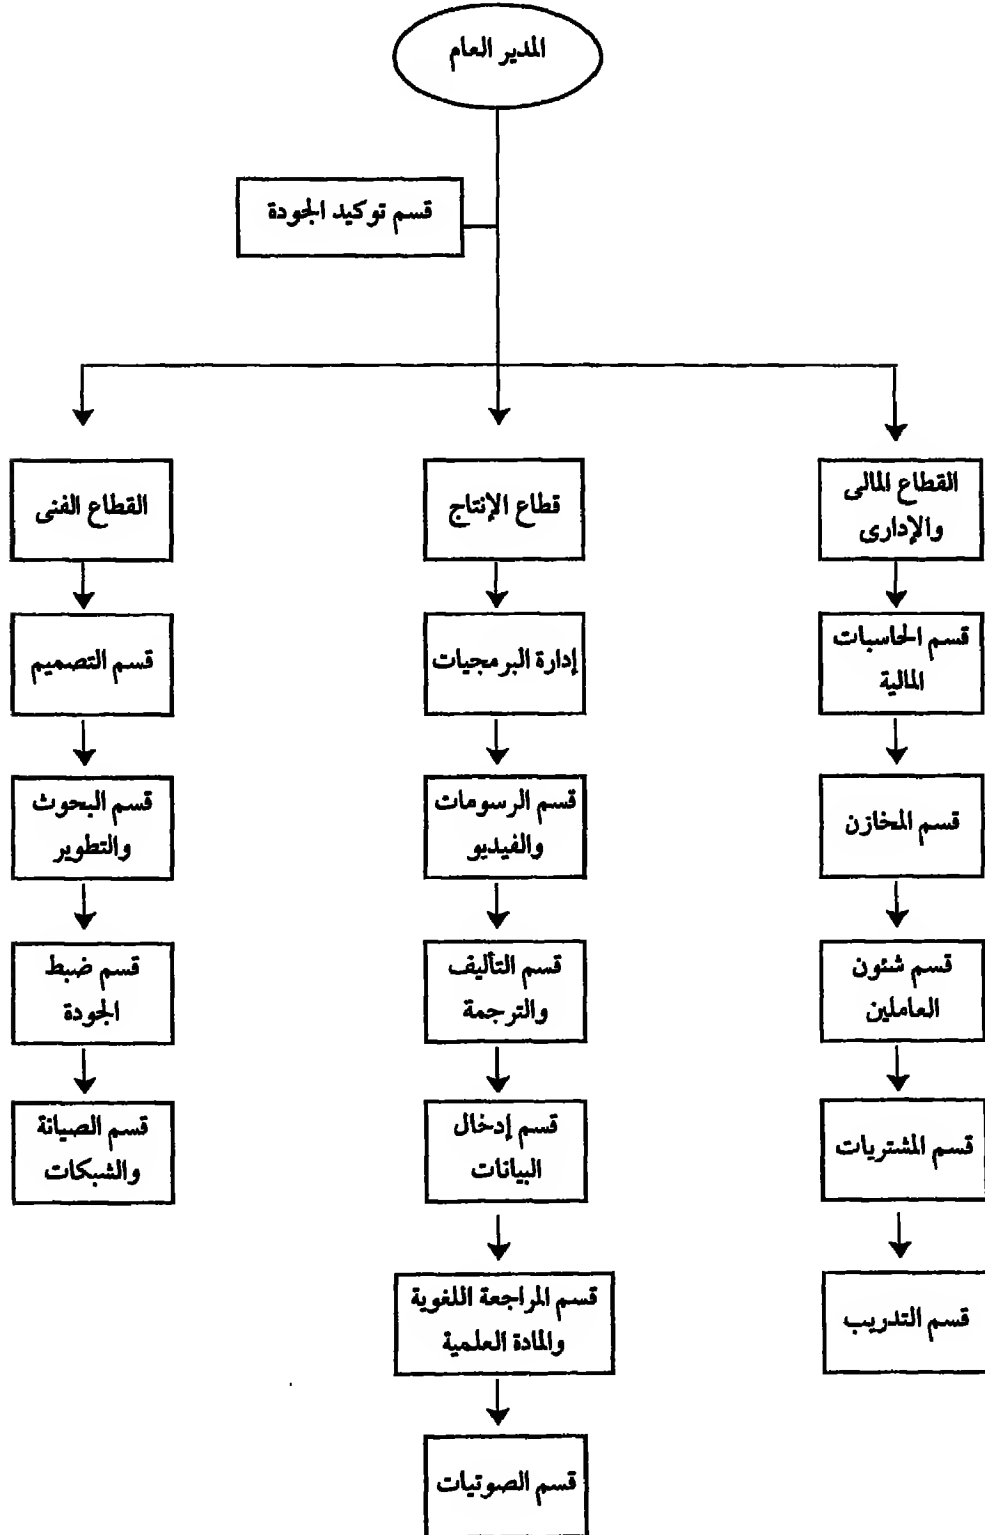 المدير العام
قسم توكيد الجودة
القطاع المالى
والإدارى
قسم الحاسبات
المالية
قسم المخازن
قسم شئون
العاملين
قسم المشتريات
قسم التدريب
قطاع الإنتاج
إدارة البرمجيات
قسم الرسومات
والفيديو
قسم التأليف
والترجمة
قسم إدخال
البيانات
قسم المراجعة اللغوية
والمادة العلمية
قسم الصوتيات
القطاع الفنى
قسم التصميم
قسم البحوث
والتطوير
قسم ضبط
الجودة
قسم الصيانة
والشبكات